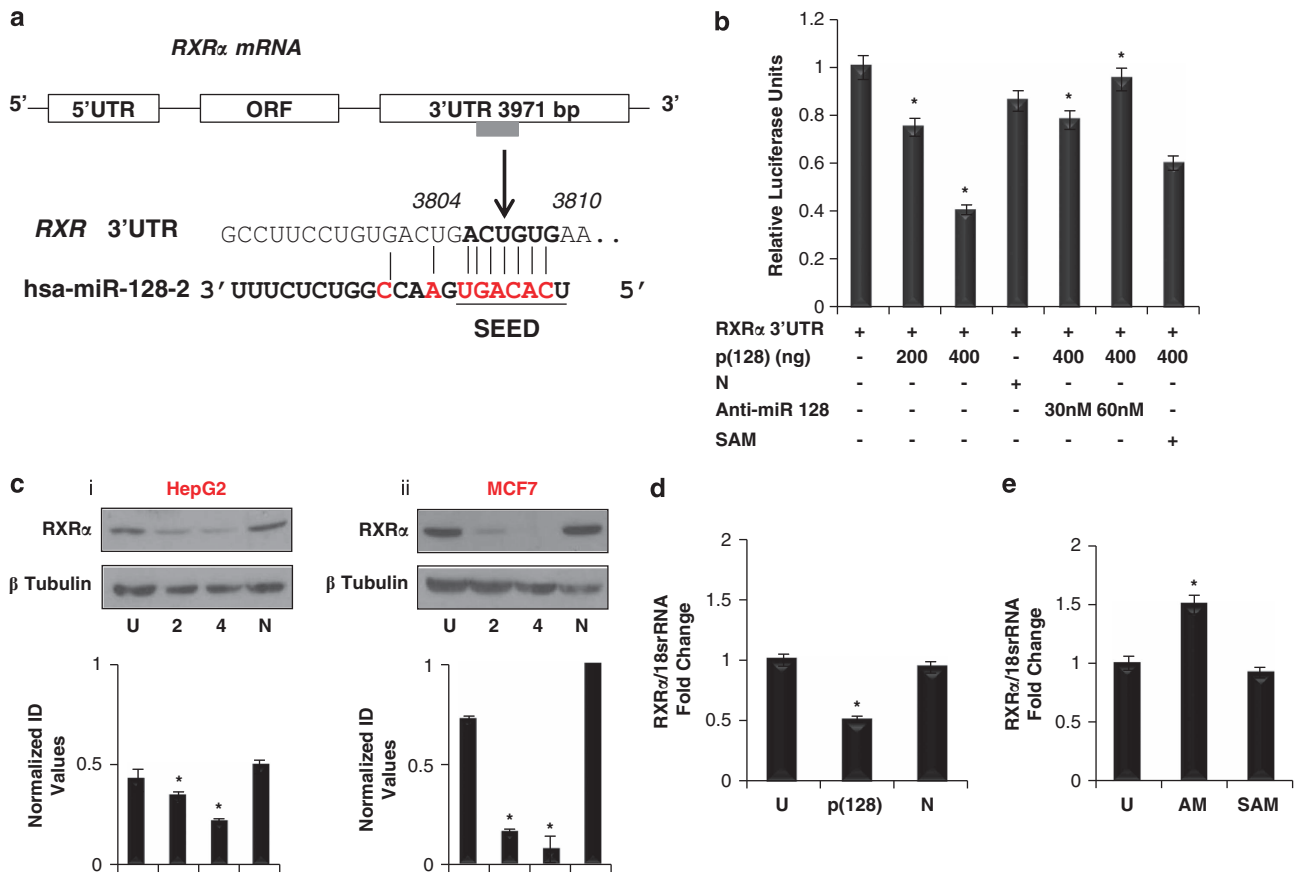 a
RXRα mRNA
5' 5'UTR ORF 3'UTR 3971 bp 3'
3804 3810
RXR 3'UTR GCCUUCCUGUGACUGACUGUGAA..
hsa-miR-128-2 3' UUUCUCUGGCCAAGUGACACU 5'
SEED
b
Relative Luciferase Units
1.2
1
0.8
0.6
0.4
0.2
0
* * * *
RXRα 3'UTR + + + + + + +
p(128) (ng) - 200 400 - 400 400 400
N - - - + - - -
Anti-miR 128 - - - - 30nM 60nM -
SAM - - - - - - +
c
i HepG2
RXRα
β Tubulin
U 2 4 N
Normalized ID Values
1
0.5
0
* *
ii MCF7
RXRα
β Tubulin
U 2 4 N
Normalized ID Values
1
0.5
0
* *
d
RXRα/18srRNA Fold Change
2
1.5
1
0.5
0
*
U p(128) N
e
RXRα/18srRNA Fold Change
2
1.5
1
0.5
0
*
U AM SAM